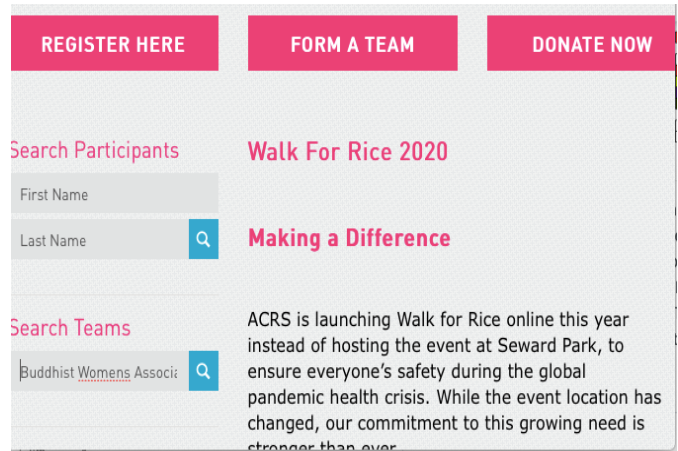 REGISTER HERE
FORM A TEAM
DONATE NOW
Search Participants
First Name
Last Name
Search Teams
Buddhist Womens Associa
Walk For Rice 2020
Making a Difference
ACRS is launching Walk for Rice online this year
instead of hosting the event at Seward Park, to
ensure everyone’s safety during the global
pandemic health crisis. While the event location has
changed, our commitment to this growing need is
stronger than ever